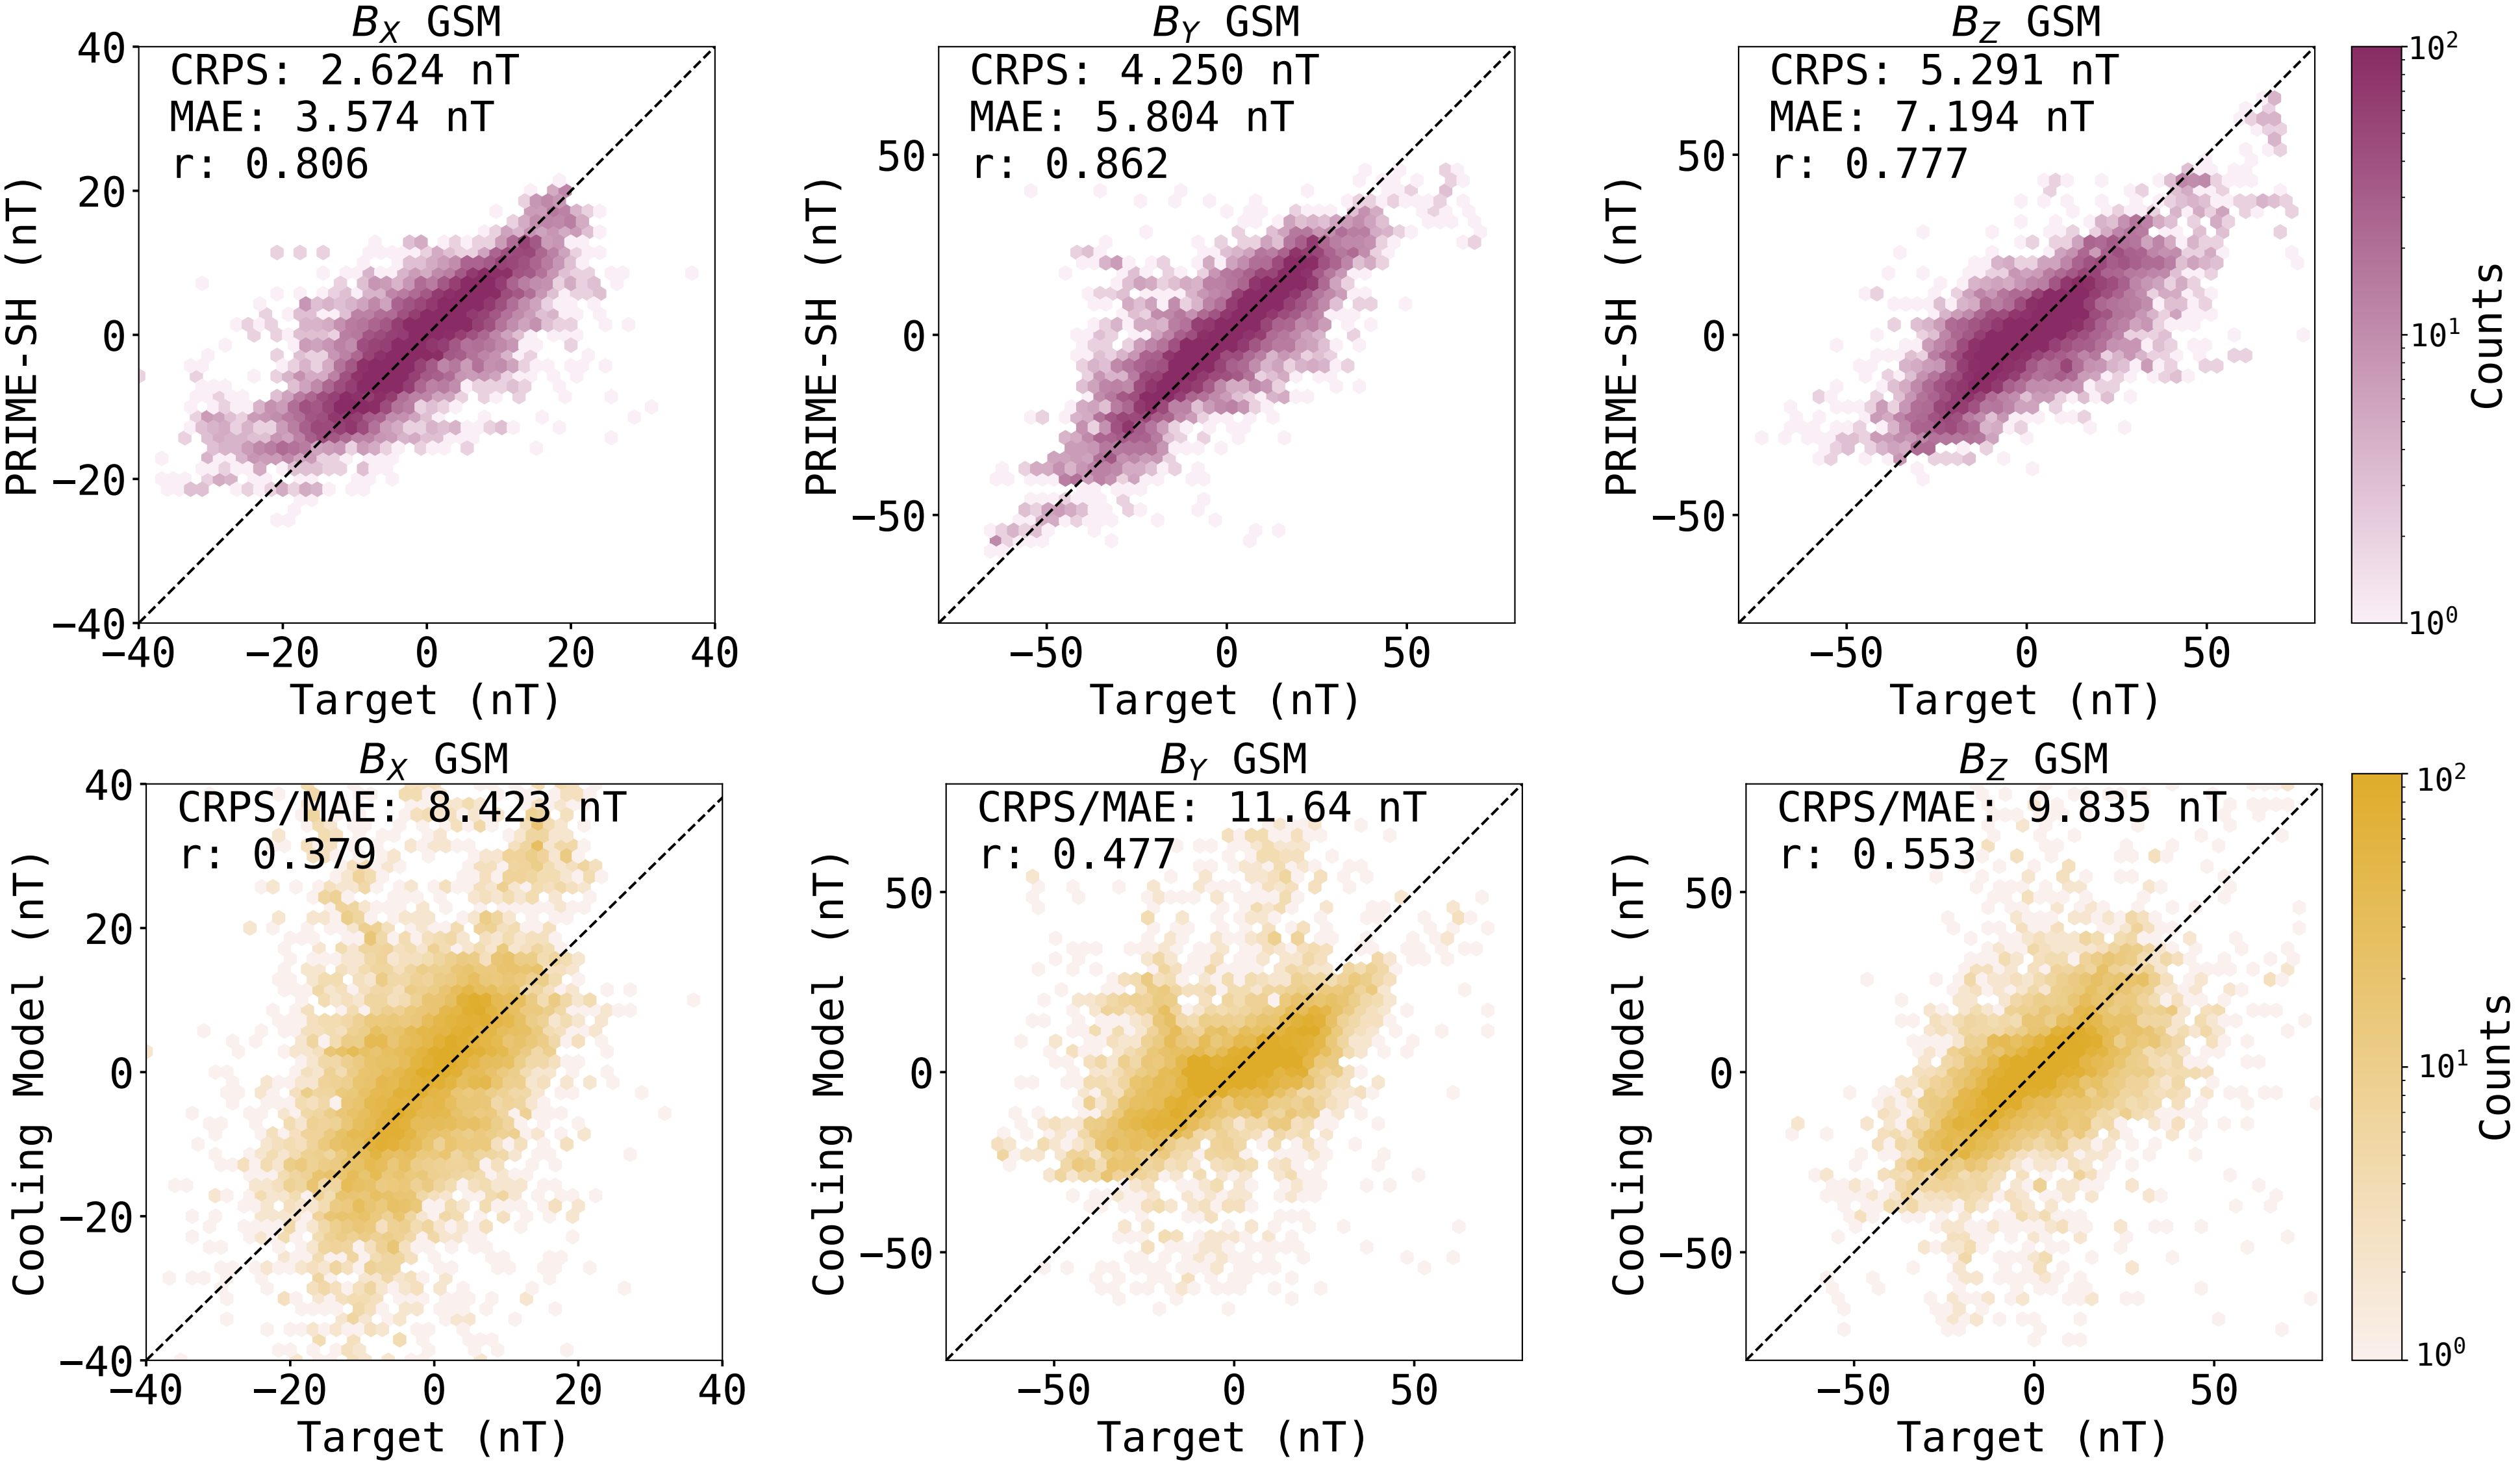 B_X GSM
CRPS: 2.624 nT
MAE: 3.574 nT
r: 0.806
40
20
0
−20
−40
PRIME-SH (nT)
−40 −20 0 20 40
Target (nT)
B_Y GSM
CRPS: 4.250 nT
MAE: 5.804 nT
r: 0.862
50
0
−50
PRIME-SH (nT)
−50 0 50
Target (nT)
B_Z GSM
CRPS: 5.291 nT
MAE: 7.194 nT
r: 0.777
50
0
−50
PRIME-SH (nT)
−50 0 50
Target (nT)
10^2
10^1
10^0
Counts
B_X GSM
CRPS/MAE: 8.423 nT
r: 0.379
40
20
0
−20
−40
Cooling Model (nT)
−40 −20 0 20 40
Target (nT)
B_Y GSM
CRPS/MAE: 11.64 nT
r: 0.477
50
0
−50
Cooling Model (nT)
−50 0 50
Target (nT)
B_Z GSM
CRPS/MAE: 9.835 nT
r: 0.553
50
0
−50
Cooling Model (nT)
−50 0 50
Target (nT)
10^2
10^1
10^0
Counts